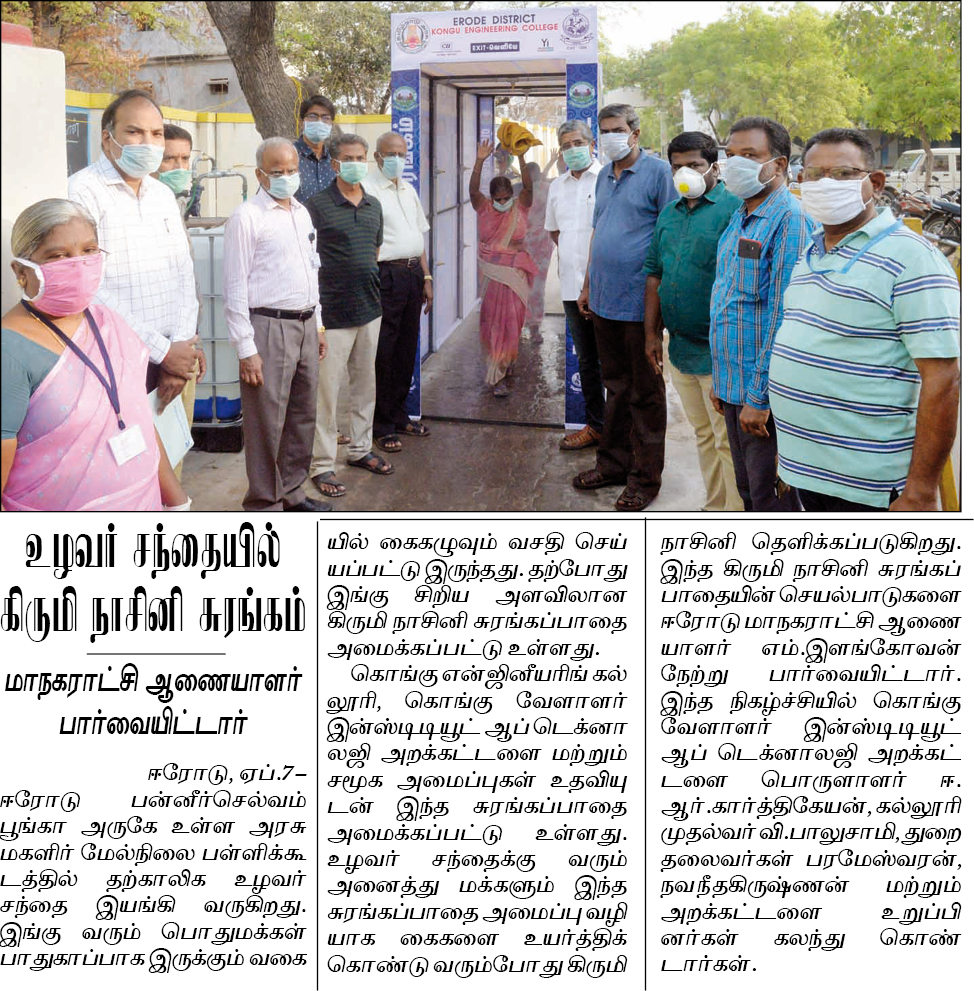 ERODE DISTRICT
KONGU ENGINEERING COLLEGE
EXIT-வெளியே
Yi
உழவர் சந்தையில்
கிருமி நாசினி சுரங்கம்
மாநகராட்சி ஆணையாளர்
பார்வையிட்டார்
ஈரோடு, ஏப்.7–
ஈரோடு பன்னீர்செல்வம்
பூங்கா அருகே உள்ள அரசு
மகளிர் மேல்நிலை பள்ளிக்கூ
டத்தில் தற்காலிக உழவர்
சந்தை இயங்கி வருகிறது.
இங்கு வரும் பொதுமக்கள்
பாதுகாப்பாக இருக்கும் வகை
யில் கைகழுவும் வசதி செய்
யப்பட்டு இருந்தது. தற்போது
இங்கு சிறிய அளவிலான
கிருமி நாசினி சுரங்கப்பாதை
அமைக்கப்பட்டு உள்ளது.
கொங்கு என்ஜினீயரிங் கல்
லூரி, கொங்கு வேளாளர்
இன்ஸ்டிடியூட் ஆப் டெக்னா
லஜி அறக்கட்டளை மற்றும்
சமூக அமைப்புகள் உதவியு
டன் இந்த சுரங்கப்பாதை
அமைக்கப்பட்டு உள்ளது.
உழவர் சந்தைக்கு வரும்
அனைத்து மக்களும் இந்த
சுரங்கப்பாதை அமைப்பு வழி
யாக கைகளை உயர்த்திக்
கொண்டு வரும்போது கிருமி
நாசினி தெளிக்கப்படுகிறது.
இந்த கிருமி நாசினி சுரங்கப்
பாதையின் செயல்பாடுகளை
ஈரோடு மாநகராட்சி ஆணை
யாளர் எம்.இளங்கோவன்
நேற்று பார்வையிட்டார்.
இந்த நிகழ்ச்சியில் கொங்கு
வேளாளர் இன்ஸ்டிடியூட்
ஆப் டெக்னாலஜி அறக்கட்
டளை பொருளாளர் ஈ.
ஆர்.கார்த்திகேயன், கல்லூரி
முதல்வர் வி.பாலுசாமி, துறை
தலைவர்கள் பரமேஸ்வரன்,
நவநீதகிருஷ்ணன் மற்றும்
அறக்கட்டளை உறுப்பி
னர்கள் கலந்து கொண்
டார்கள்.